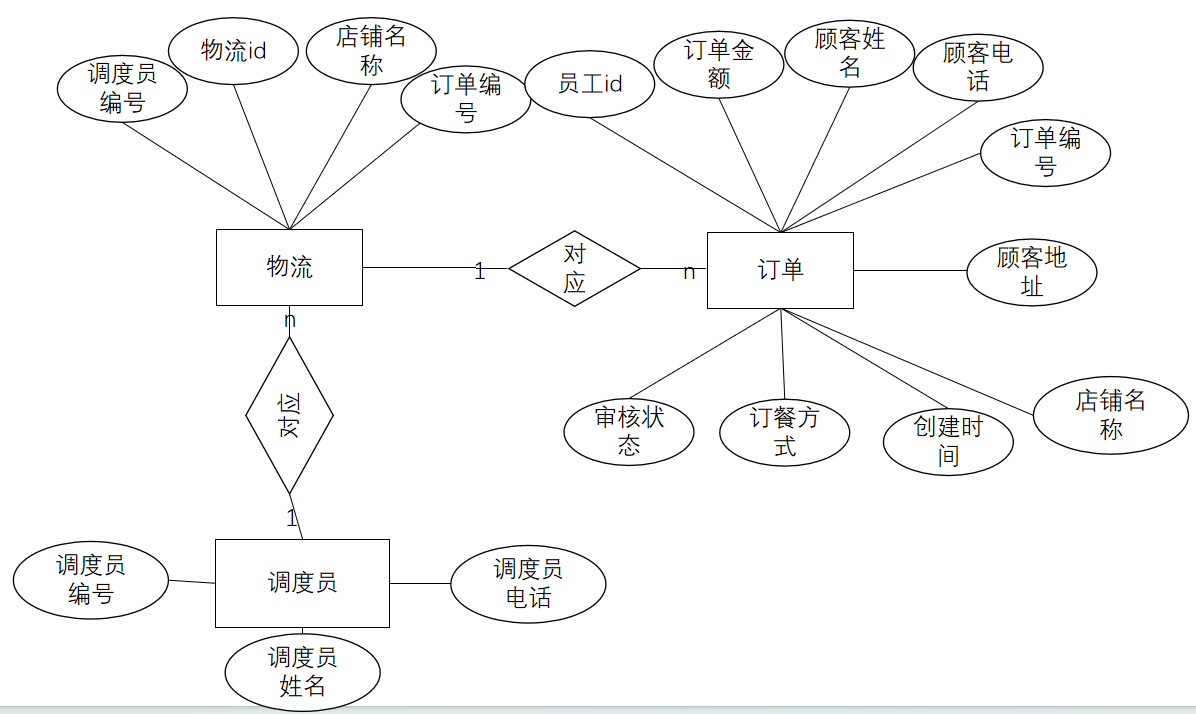 物流id
店铺名
称
调度员
编号
订单编
号
员工id
订单金
额
顾客姓
名
顾客电
话
订单编
号
物流
1
对
应
n
订单
顾客地
址
n
对应
1
审核状
态
订餐方
式
创建时
间
店铺名
称
调度员
编号
调度员
调度员
电话
调度员
姓名